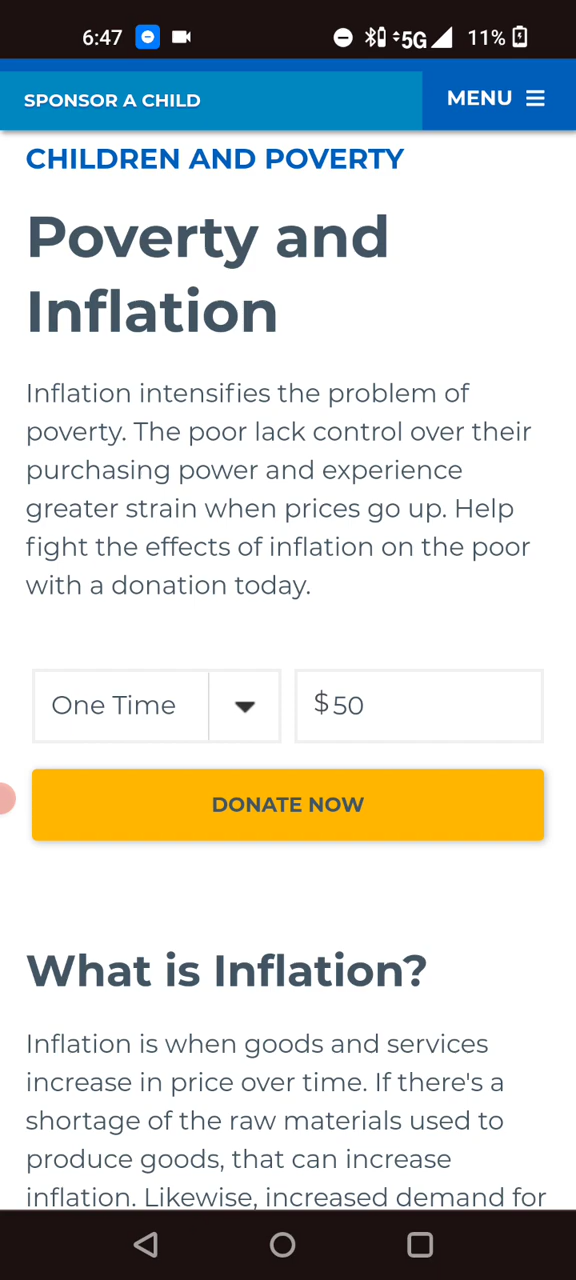 6:47
5G
11%
SPONSOR A CHILD
MENU
CHILDREN AND POVERTY
Poverty and
Inflation
Inflation intensifies the problem of
poverty. The poor lack control over their
purchasing power and experience
greater strain when prices go up. Help
fight the effects of inflation on the poor
with a donation today.
One Time
$50
DONATE NOW
What is Inflation?
Inflation is when goods and services
increase in price over time. If there's a
shortage of the raw materials used to
produce goods, that can increase
inflation. Likewise, increased demand for